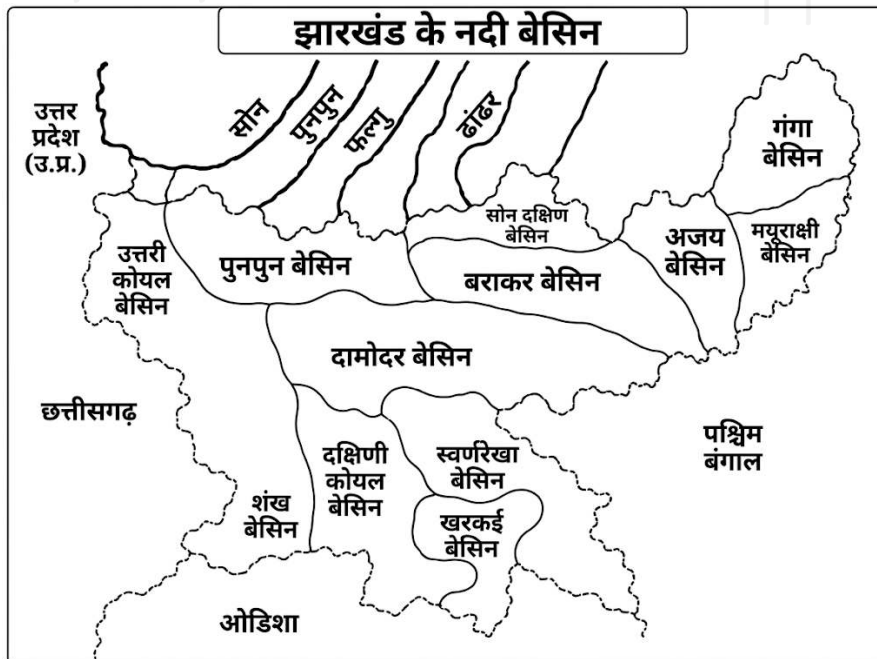 झारखंड के नदी बेसिन
उत्तर
प्रदेश
(उ.प्र.)
सोन
पुनपुन
फल्गु
ढांढर
गंगा
बेसिन
उत्तरी
कोयल
बेसिन
पुनपुन बेसिन
सोन दक्षिण
बेसिन
बराकर बेसिन
अजय
बेसिन
मयूराक्षी
बेसिन
दामोदर बेसिन
छत्तीसगढ़
पश्चिम
बंगाल
शंख
बेसिन
दक्षिणी
कोयल
बेसिन
स्वर्णरेखा
बेसिन
खरकई
बेसिन
ओडिशा